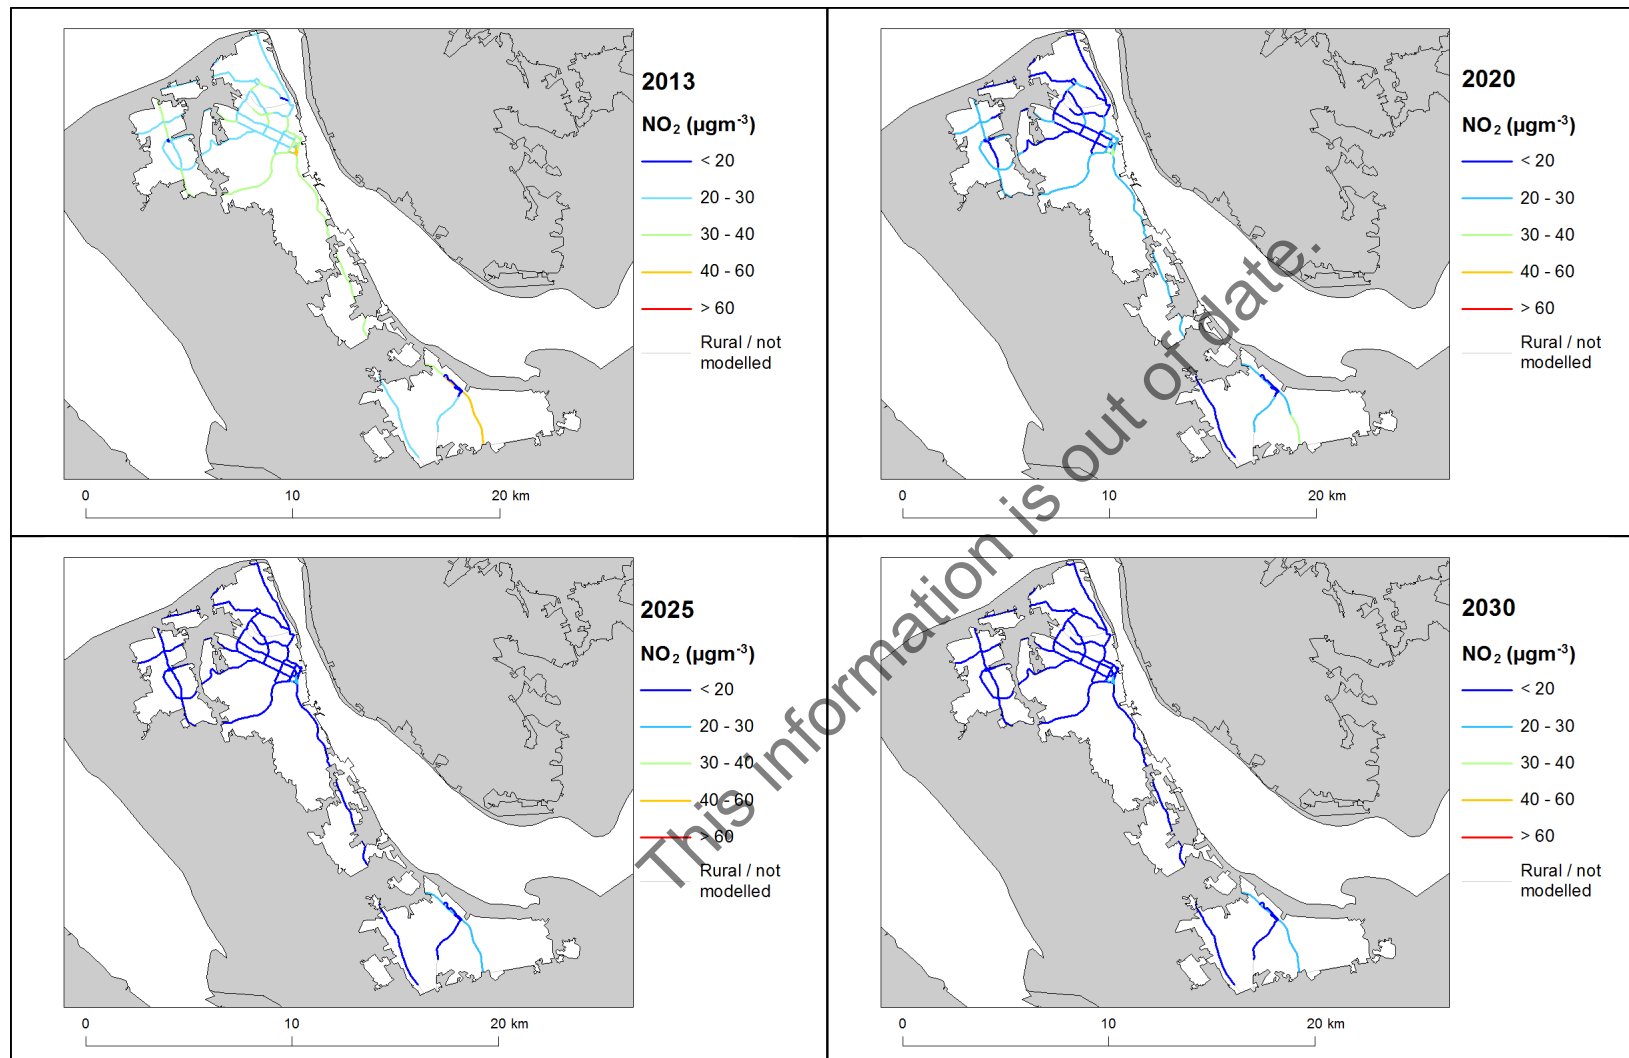 2013
NO₂ (µgm⁻³)
< 20
20 - 30
30 - 40
40 - 60
> 60
Rural / not
modelled
0 10 20 km
2020
NO₂ (µgm⁻³)
< 20
20 - 30
30 - 40
40 - 60
> 60
Rural / not
modelled
0 10 20 km
2025
NO₂ (µgm⁻³)
< 20
20 - 30
30 - 40
40 - 60
> 60
Rural / not
modelled
0 10 20 km
2030
NO₂ (µgm⁻³)
< 20
20 - 30
30 - 40
40 - 60
> 60
Rural / not
modelled
0 10 20 km
This information is out of date.